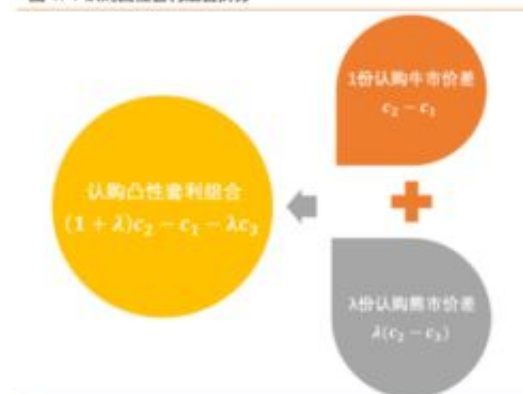 认购凸性套利组合
(1 + λ)c₂ − c₁ − λc₃
1份认购牛市价差
c₂ − c₁
λ份认购熊市价差
λ(c₂ − c₃)